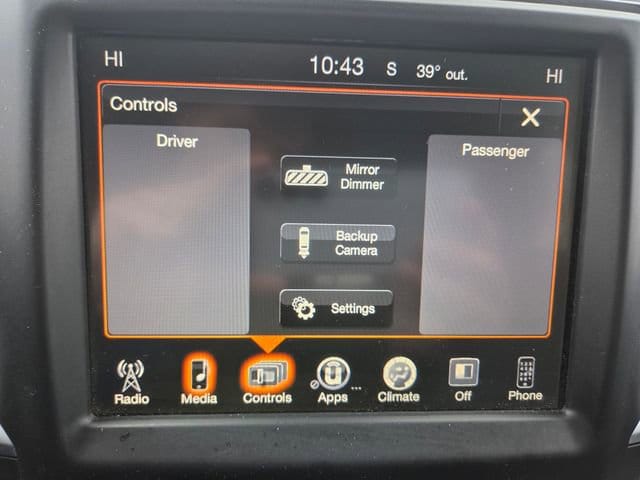 HI 10:43 S 39° out. HI
Controls
Driver
Passenger
Mirror
Dimmer
Backup
Camera
Settings
Radio Media Controls Apps Climate Off Phone